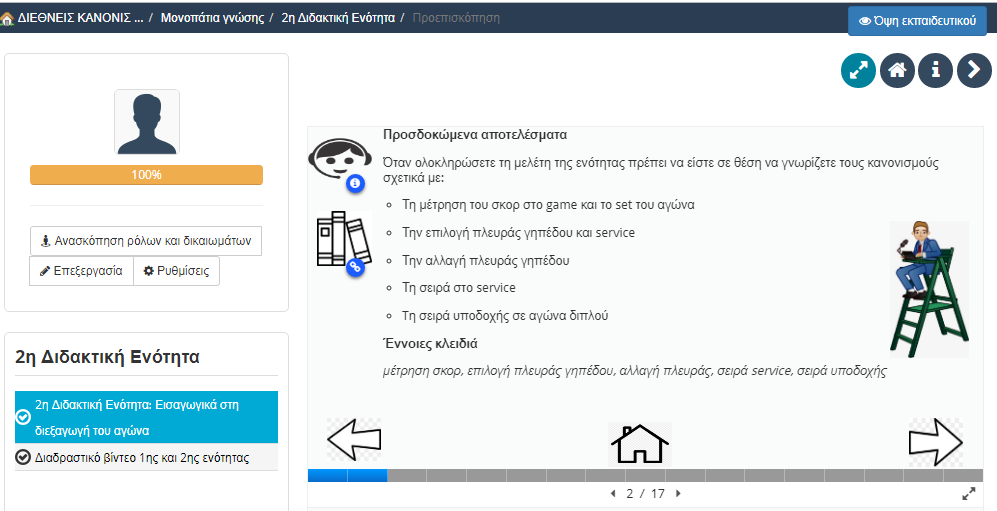 ΔΙΕΘΝΕΙΣ ΚΑΝΟΝΙΣ ... / Μονοπάτια γνώσης / 2η Διδακτική Ενότητα / Προεπισκόπηση
Όψη εκπαιδευτικού
100%
Ανασκόπηση ρόλων και δικαιωμάτων
Επεξεργασία
Ρυθμίσεις
2η Διδακτική Ενότητα
2η Διδακτική Ενότητα: Εισαγωγικά στη
διεξαγωγή του αγώνα
Διαδραστικό βίντεο 1ης και 2ης ενότητας
Προσδοκώμενα αποτελέσματα
Όταν ολοκληρώσετε τη μελέτη της ενότητας πρέπει να είστε σε θέση να γνωρίζετε τους κανονισμούς
σχετικά με:
Τη μέτρηση του σκορ στο game και το set του αγώνα
Την επιλογή πλευράς γηπέδου και service
Την αλλαγή πλευράς γηπέδου
Τη σειρά στο service
Τη σειρά υποδοχής σε αγώνα διπλού
Έννοιες κλειδιά
μέτρηση σκορ, επιλογή πλευράς γηπέδου, αλλαγή πλευράς, σειρά service, σειρά υποδοχής
2 / 17